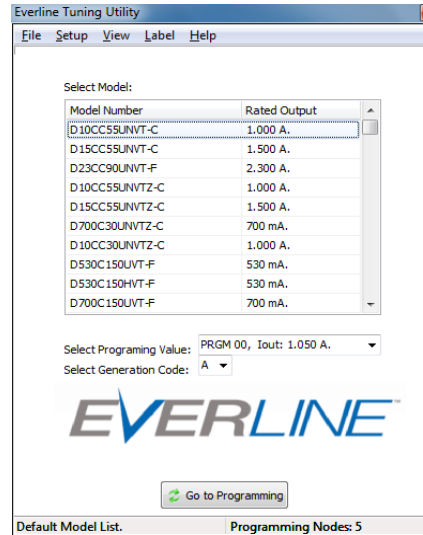 Everline Tuning Utility
File Setup View Label Help
Select Model:
Model Number Rated Output
D10CC55UNVT-C 1.000 A.
D15CC55UNVT-C 1.500 A.
D23CC90UNVT-F 2.300 A.
D10CC55UNVTZ-C 1.000 A.
D15CC55UNVTZ-C 1.500 A.
D700C30UNVTZ-C 700 mA.
D10CC30UNVTZ-C 1.000 A.
D530C150UVT-F 530 mA.
D530C150HVT-F 530 mA.
D700C150UVT-F 700 mA.
Select Programing Value: PRGM 00, Iout: 1.050 A.
Select Generation Code: A
EVERLINE
Go to Programming
Default Model List. Programming Nodes: 5